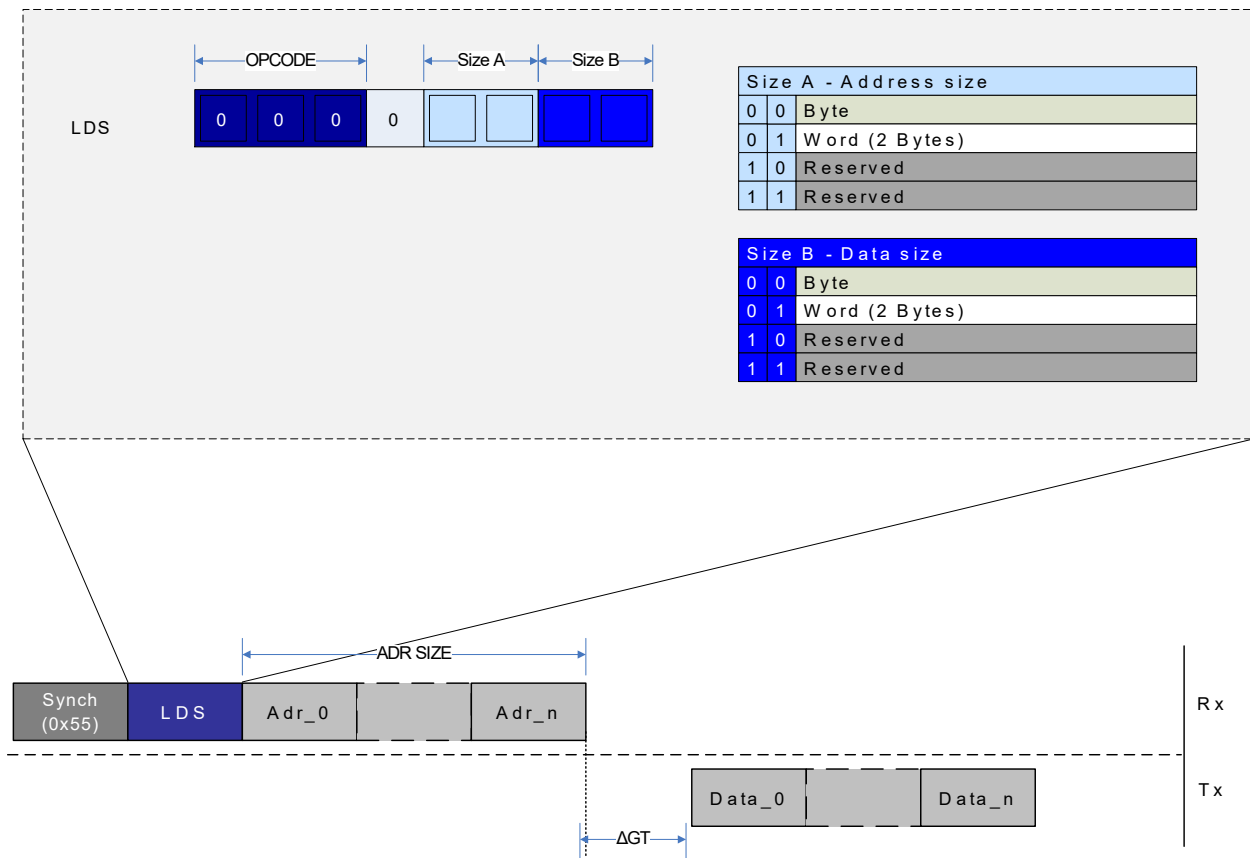 OPCODE Size A Size B
LDS 0 0 0 0
Size A - Address size
0 0 Byte
0 1 Word (2 Bytes)
1 0 Reserved
1 1 Reserved
Size B - Data size
0 0 Byte
0 1 Word (2 Bytes)
1 0 Reserved
1 1 Reserved
ADR SIZE
Synch
(0x55)
LDS Adr_0 Adr_n Rx
Data_0 Data_n Tx
ΔGT